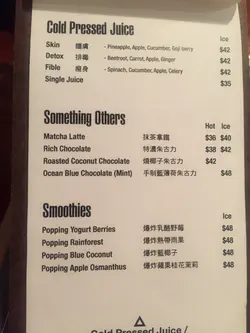 Cold Pressed Juice
Ice
Skin 護膚 - Pineapple, Apple, Cucumber, Goji berry $42
Detox 排毒 - Beetroot, Carrot, Apple, Ginger $42
Fible 瘦身 - Spinach, Cucumber, Apple, Celery $42
Single Juice $35
Something Others
Hot Ice
Matcha Latte 抹茶拿鐵 $36 $40
Rich Chocolate 特濃朱古力 $38 $42
Roasted Coconut Chocolate 燒椰子朱古力 $42
Ocean Blue Chocolate (Mint) 手制藍薄荷朱古力 $48
Smoothies
Ice
Popping Yogurt Berries 爆炸乳酪野莓 $48
Popping Rainforest 爆炸熱帶雨果 $48
Popping Blue Coconut 爆炸藍椰子 $48
Popping Apple Osmanthus 爆炸蘋果桂花茉莉 $48
Cold Pressed Juice /